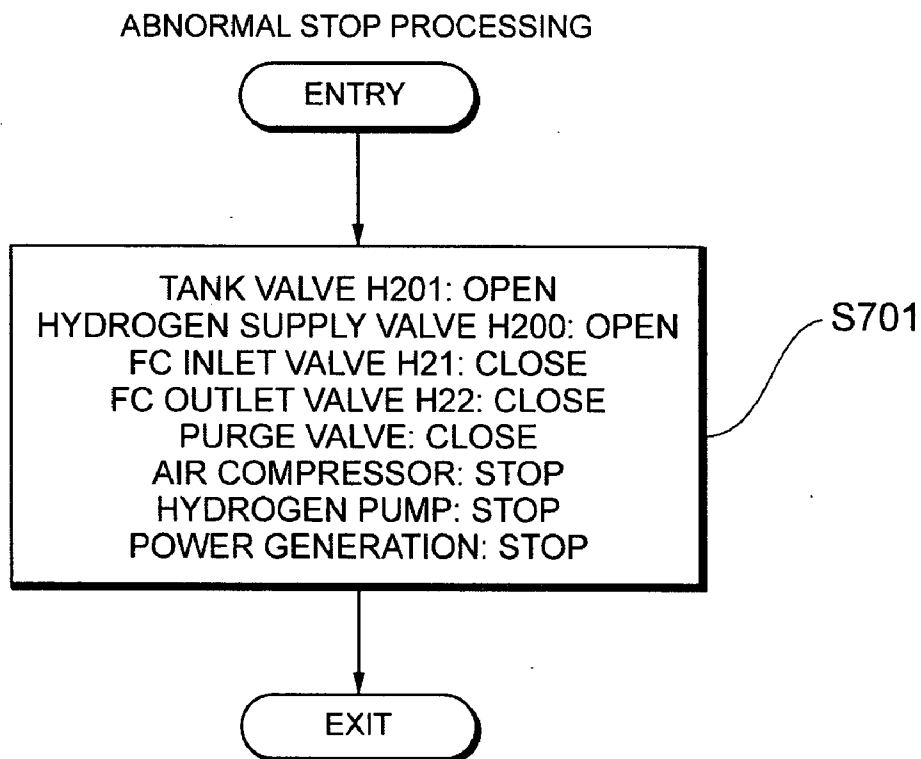 ABNORMAL STOP PROCESSING
ENTRY
TANK VALVE H201: OPEN
HYDROGEN SUPPLY VALVE H200: OPEN
FC INLET VALVE H21: CLOSE
FC OUTLET VALVE H22: CLOSE
PURGE VALVE: CLOSE
AIR COMPRESSOR: STOP
HYDROGEN PUMP: STOP
POWER GENERATION: STOP
S701
EXIT